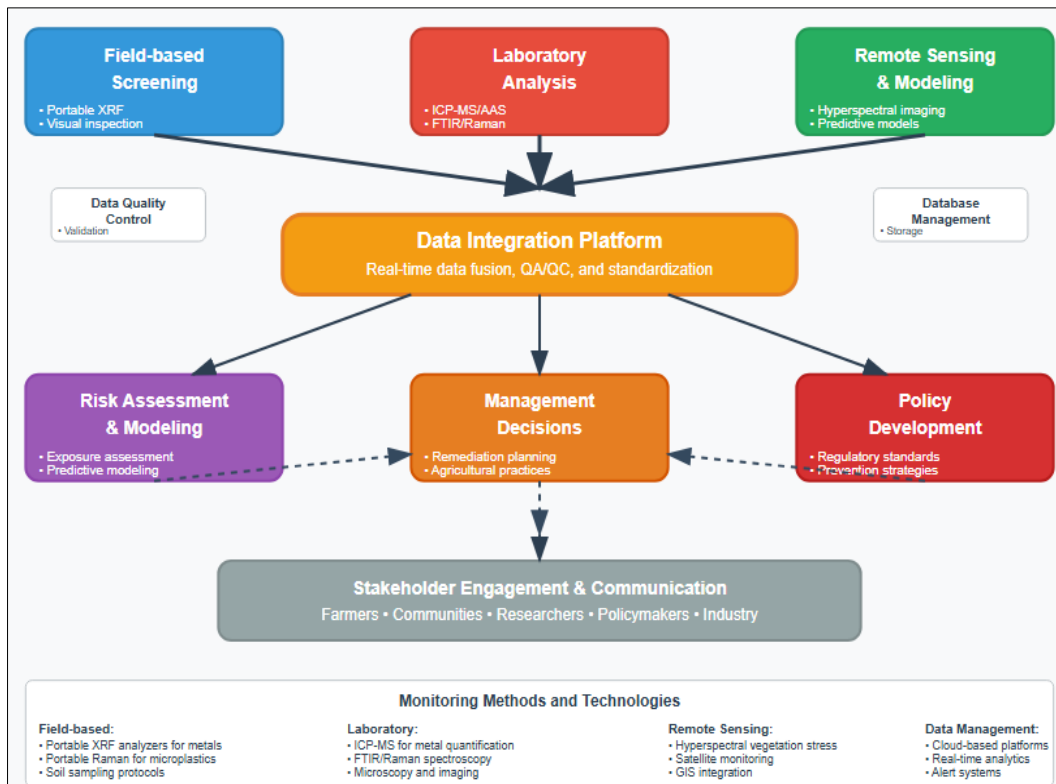 Field-based
Screening
• Portable XRF
• Visual inspection
Laboratory
Analysis
• ICP-MS/AAS
• FTIR/Raman
Remote Sensing
& Modeling
• Hyperspectral imaging
• Predictive models
Data Quality
Control
• Validation
Database
Management
• Storage
Data Integration Platform
Real-time data fusion, QA/QC, and standardization
Risk Assessment
& Modeling
• Exposure assessment
• Predictive modeling
Management
Decisions
• Remediation planning
• Agricultural practices
Policy
Development
• Regulatory standards
• Prevention strategies
Stakeholder Engagement & Communication
Farmers • Communities • Researchers • Policymakers • Industry
Monitoring Methods and Technologies
Field-based:
• Portable XRF analyzers for metals
• Portable Raman for microplastics
• Soil sampling protocols
Laboratory:
• ICP-MS for metal quantification
• FTIR/Raman spectroscopy
• Microscopy and imaging
Remote Sensing:
• Hyperspectral vegetation stress
• Satellite monitoring
• GIS integration
Data Management:
• Cloud-based platforms
• Real-time analytics
• Alert systems